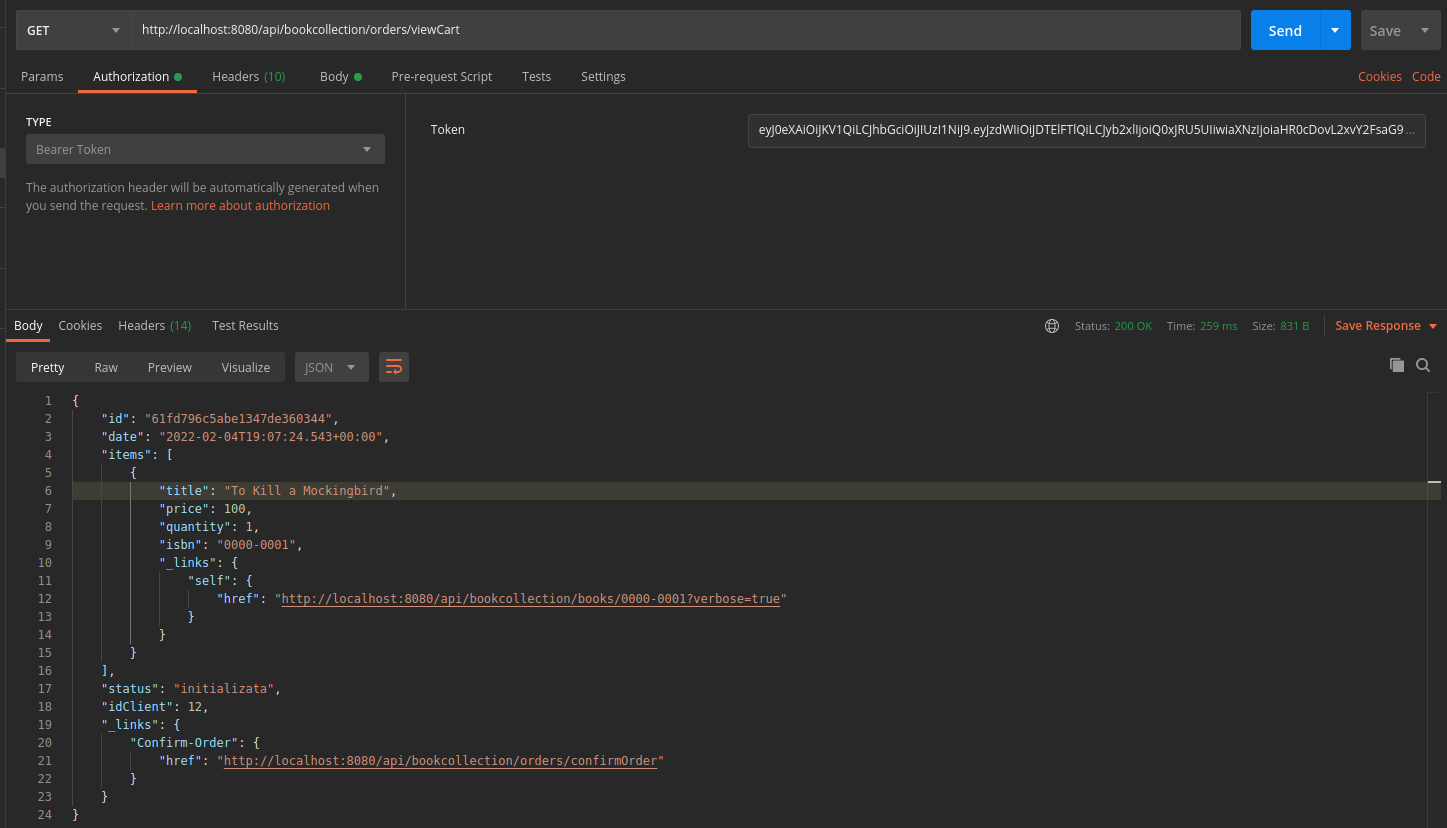 GET http://localhost:8080/api/bookcollection/orders/viewCart Send Save
Params Authorization Headers (10) Body Pre-request Script Tests Settings Cookies Code
TYPE
Bearer Token
The authorization header will be automatically generated when
you send the request. Learn more about authorization
Token eyJ0eXAiOiJKV1QiLCJhbGciOiJIUzI1NiJ9.eyJzdWIiOiJDTElFTlQiLCJyb2xlIjoiQ0xJRU5UIiwiaXNzIjoiaHR0cDovL2xvY2FsaG9 ...
Body Cookies Headers (14) Test Results Status: 200 OK Time: 259 ms Size: 831 B Save Response
Pretty Raw Preview Visualize JSON
1 {
2 "id": "61fd796c5abe1347de360344",
3 "date": "2022-02-04T19:07:24.543+00:00",
4 "items": [
5 {
6 "title": "To Kill a Mockingbird",
7 "price": 100,
8 "quantity": 1,
9 "isbn": "0000-0001",
10 "_links": {
11 "self": {
12 "href": "http://localhost:8080/api/bookcollection/books/0000-0001?verbose=true"
13 }
14 }
15 }
16 ],
17 "status": "initializata",
18 "idClient": 12,
19 "_links": {
20 "Confirm-Order": {
21 "href": "http://localhost:8080/api/bookcollection/orders/confirmOrder"
22 }
23 }
24 }